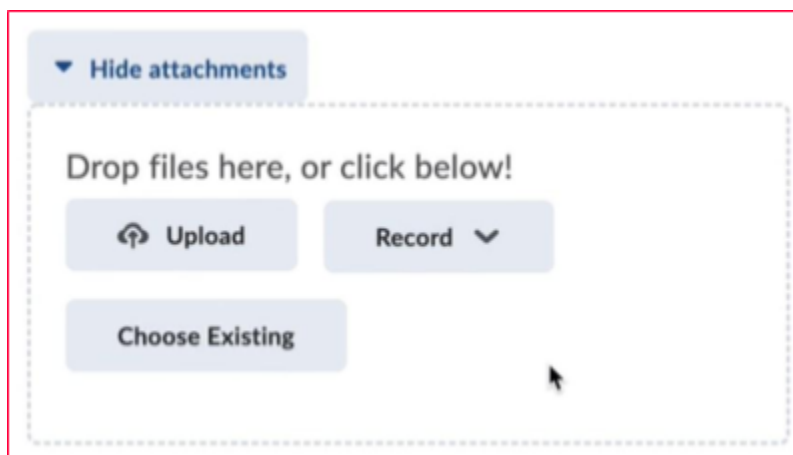 Hide attachments
Drop files here, or click below!
Upload
Record
Choose Existing